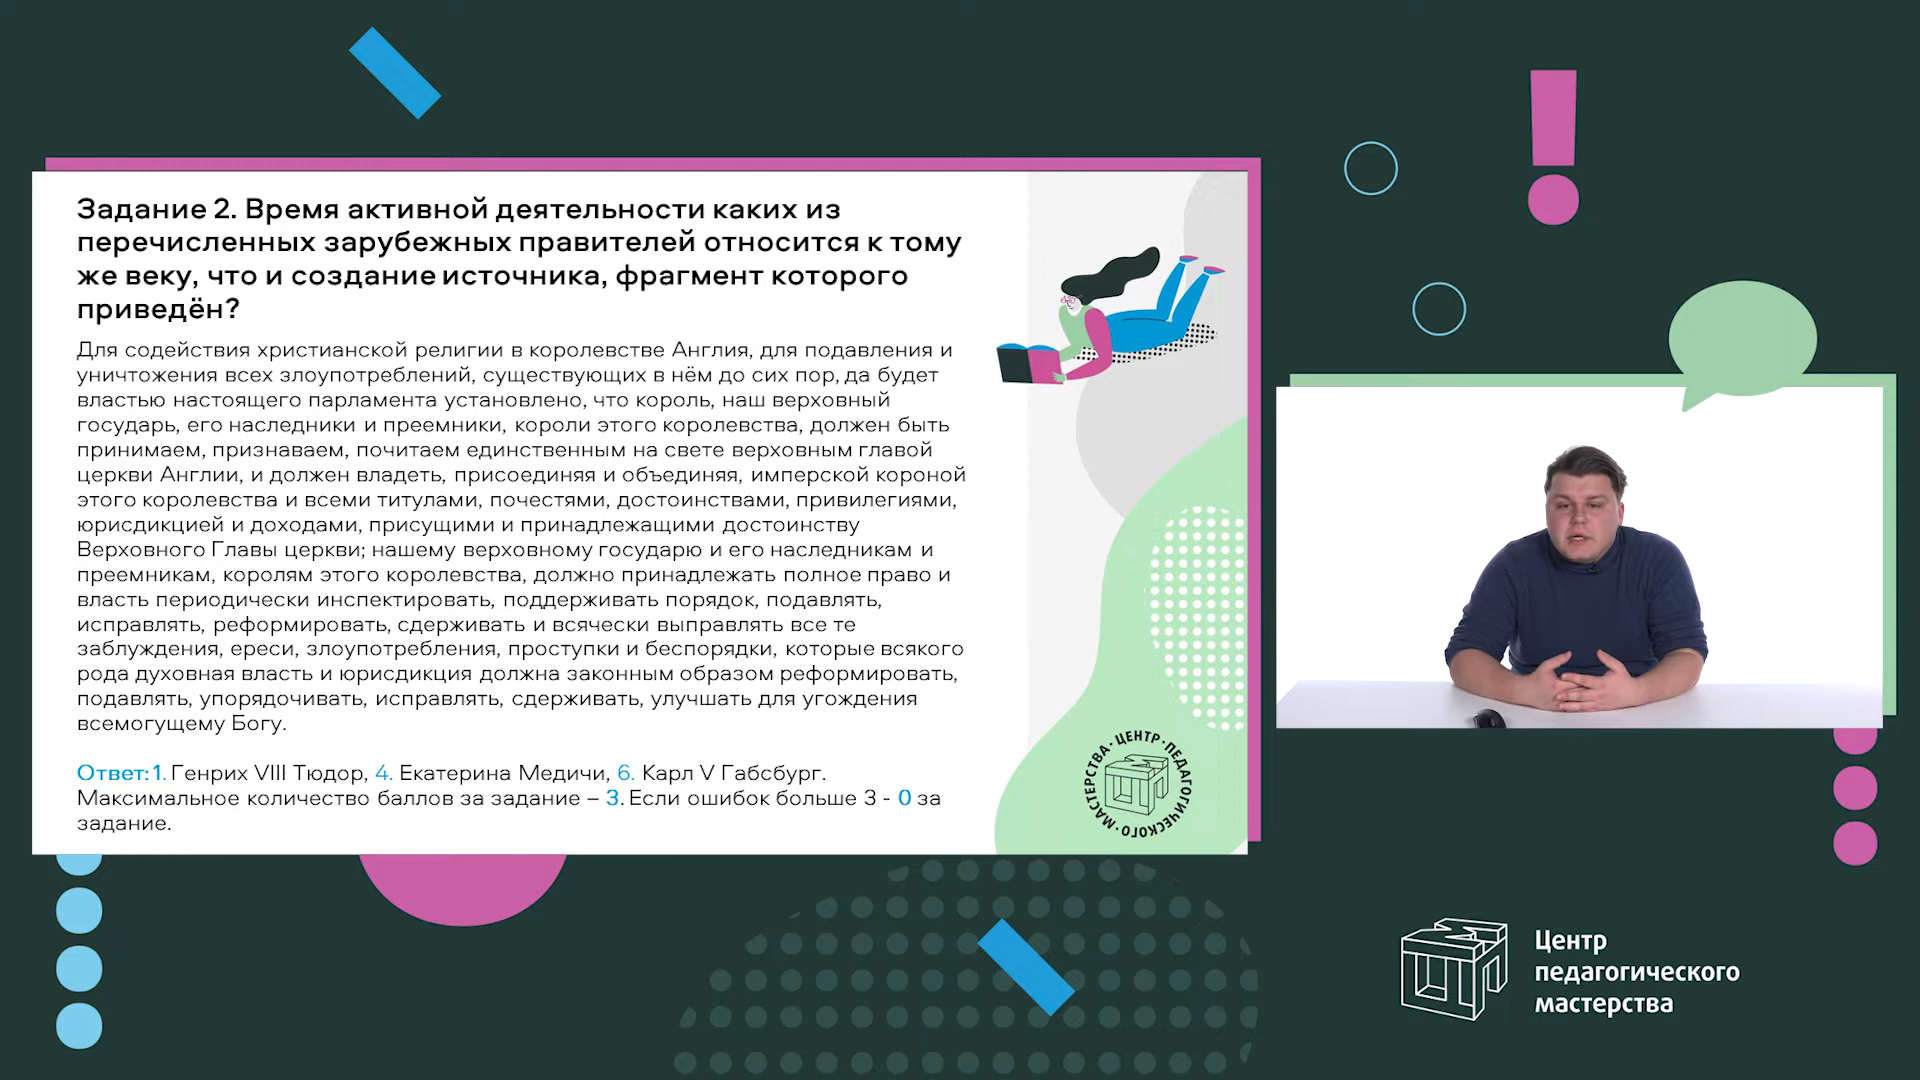 Задание 2. Время активной деятельности каких из
перечисленных зарубежных правителей относится к тому
же веку, что и создание источника, фрагмент которого
приведён?
Для содействия христианской религии в королевстве Англия, для подавления и
уничтожения всех злоупотреблений, существующих в нём до сих пор, да будет
властью настоящего парламента установлено, что король, наш верховный
государь, его наследники и преемники, короли этого королевства, должен быть
принимаем, признаваем, почитаем единственным на свете верховным главой
церкви Англии, и должен владеть, присоединяя и объединяя, имперской короной
этого королевства и всеми титулами, почестями, достоинствами, привилегиями,
юрисдикцией и доходами, присущими и принадлежащими достоинству
Верховного Главы церкви; нашему верховному государю и его наследникам и
преемникам, королям этого королевства, должно принадлежать полное право и
власть периодически инспектировать, поддерживать порядок, подавлять,
исправлять, реформировать, сдерживать и всячески выправлять все те
заблуждения, ереси, злоупотребления, проступки и беспорядки, которые всякого
рода духовная власть и юрисдикция должна законным образом реформировать,
подавлять, упорядочивать, исправлять, сдерживать, улучшать для угождения
всемогущему Богу.
Ответ: 1. Генрих VIII Тюдор, 4. Екатерина Медичи, 6. Карл V Габсбург.
Максимальное количество баллов за задание – 3. Если ошибок больше 3 - 0 за
задание.
ЦЕНТР · ПЕДАГОГИЧЕСКОГО · МАСТЕРСТВА ·
Центр
педагогического
мастерства